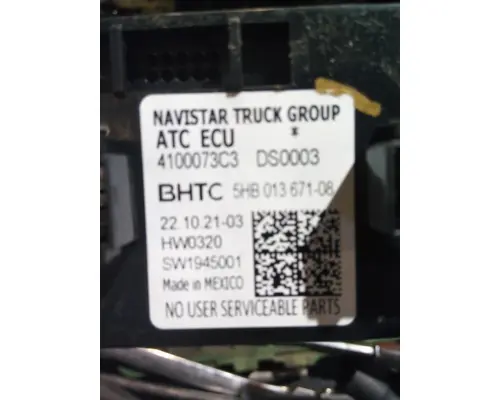 NAVISTAR TRUCK GROUP
ATC ECU *
4100073C3 DS0003
BHTC 5HB 013 671-08
22.10.21-03
HW0320
SW1945001
Made in MEXICO
NO USER SERVICEABLE PARTS